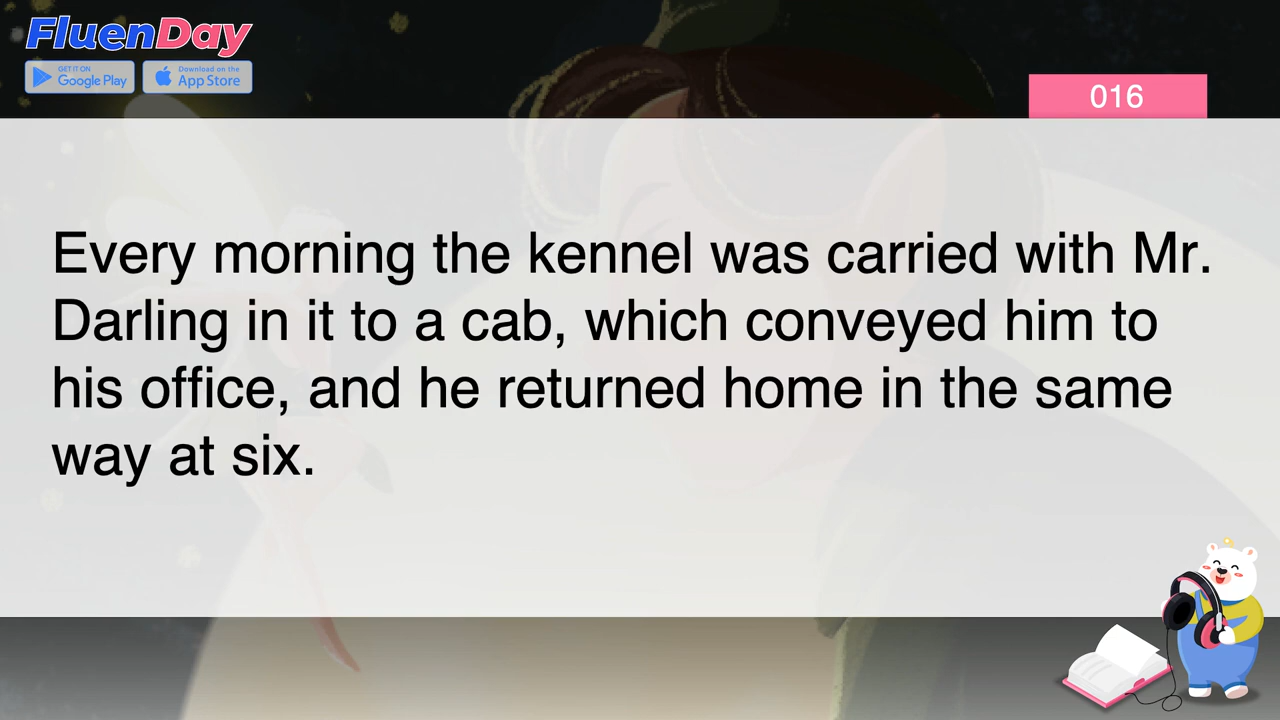 FluenDay
GET IT ON
Google Play
Download on the
App Store
016
Every morning the kennel was carried with Mr.
Darling in it to a cab, which conveyed him to
his office, and he returned home in the same
way at six.